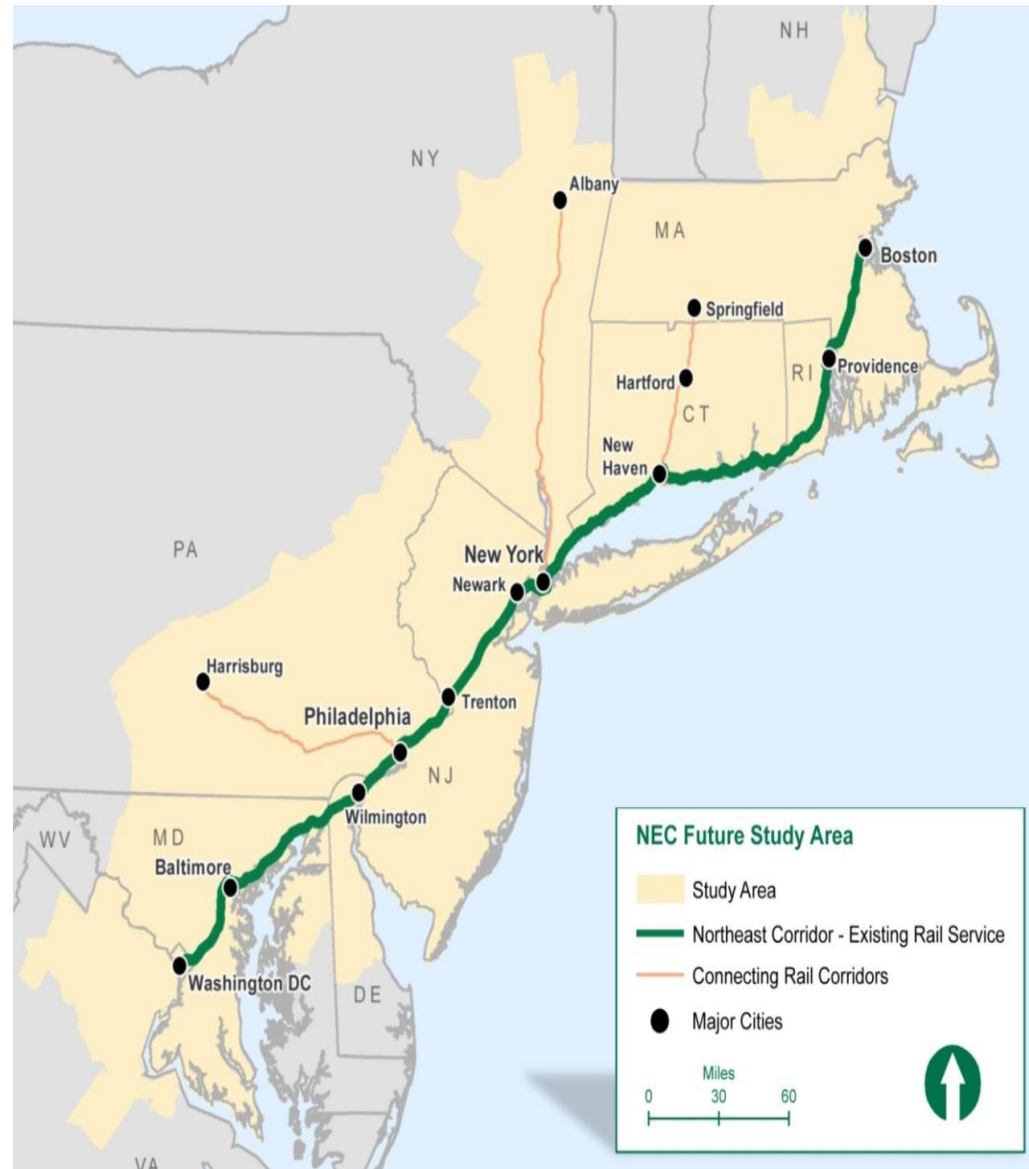 NH
NY
Albany
MA
Boston
Springfield
Providence
RI
Hartford
CT
New
Haven
PA
New York
Newark
Harrisburg
Trenton
Philadelphia
NJ
Wilmington
WV
MD
Baltimore
Washington DC
DE
VA
NEC Future Study Area
Study Area
Northeast Corridor - Existing Rail Service
Connecting Rail Corridors
Major Cities
Miles
0 30 60